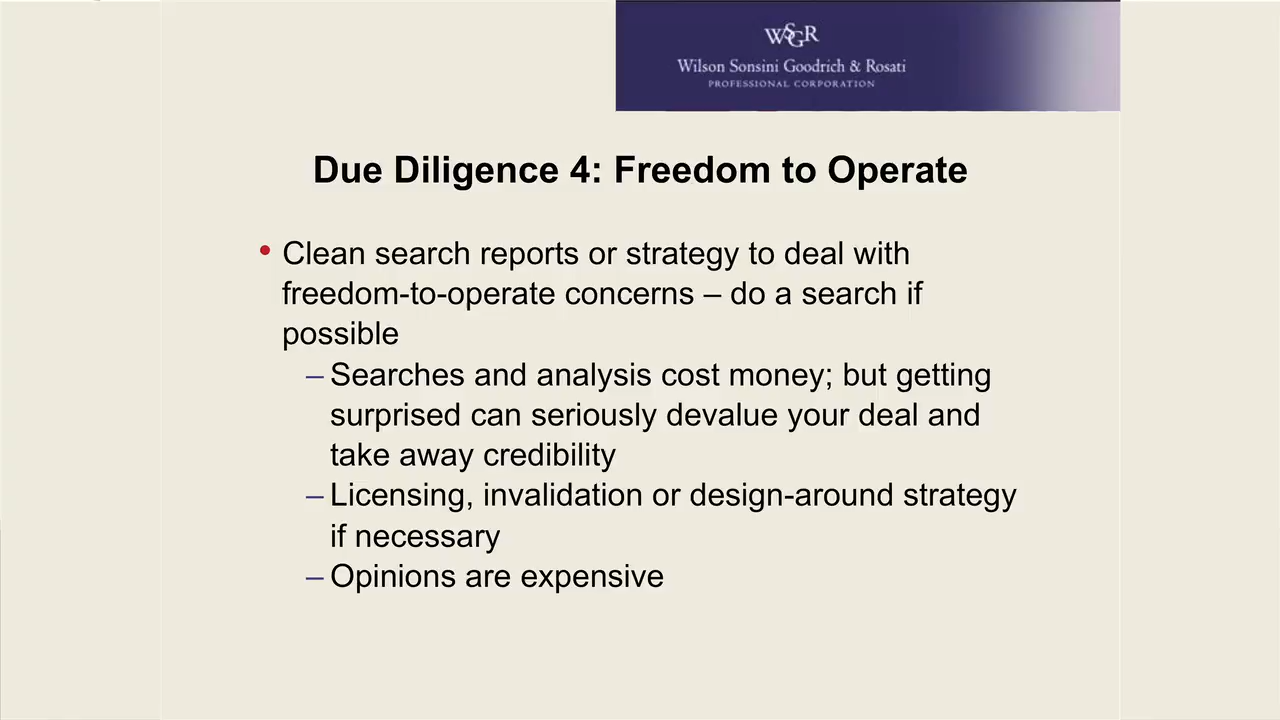 WSGR
Wilson Sonsini Goodrich & Rosati
PROFESSIONAL CORPORATION
Due Diligence 4: Freedom to Operate
• Clean search reports or strategy to deal with
freedom-to-operate concerns – do a search if
possible
– Searches and analysis cost money; but getting
surprised can seriously devalue your deal and
take away credibility
– Licensing, invalidation or design-around strategy
if necessary
– Opinions are expensive